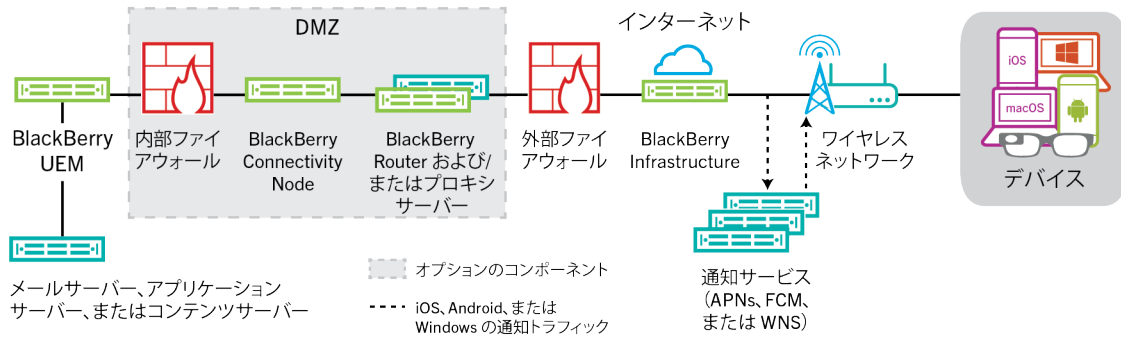 DMZ
インターネット
BlackBerry
UEM
内部ファイ
アウォール
BlackBerry
Connectivity
Node
BlackBerry
Router および/
またはプロキシ
サーバー
外部ファイ
アウォール
BlackBerry
Infrastructure
ワイヤレス
ネットワーク
iOS
macOS
デバイス
メールサーバー、アプリケーション
サーバー、またはコンテンツサーバー
オプションのコンポーネント
iOS、Android、または
Windows の通知トラフィック
通知サービス
(APNs、FCM、
または WNS)